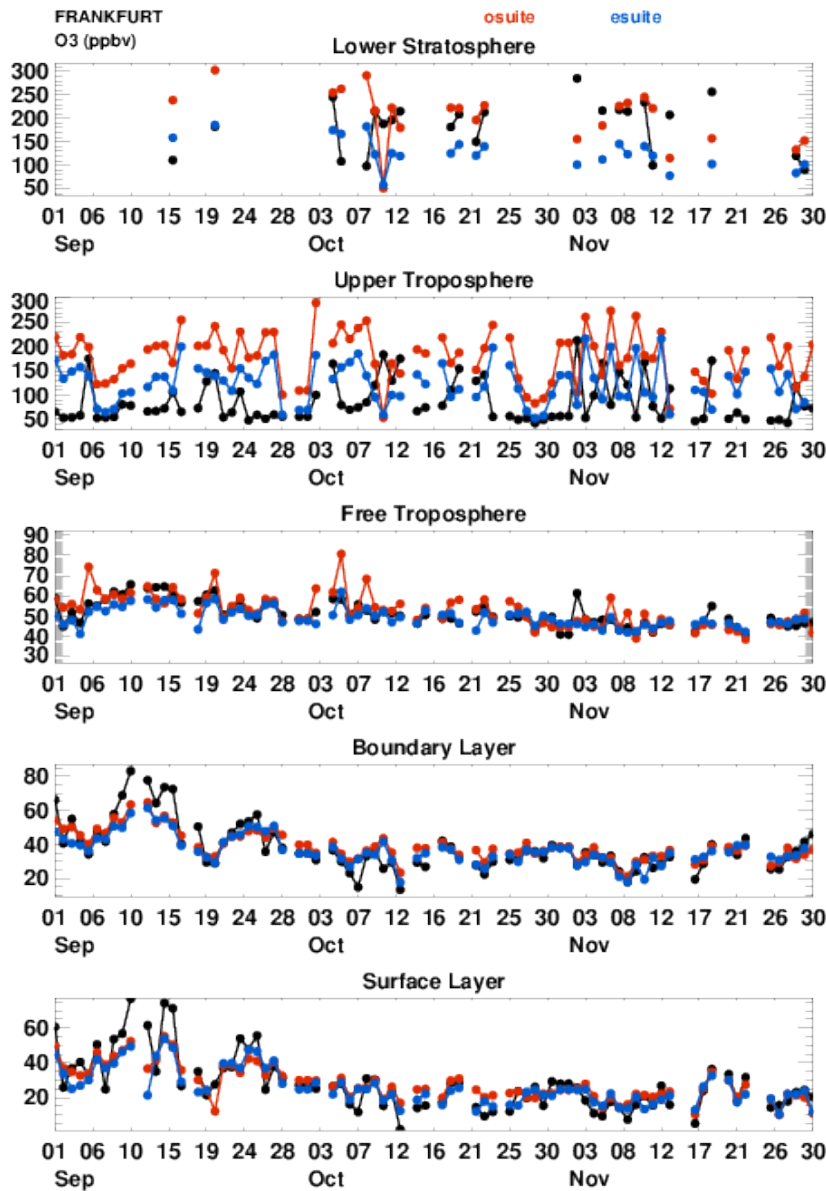 FRANKFURT osuite esuite
O3 (ppbv)
Lower Stratosphere
300
250
200
150
100
50
01 06 10 15 19 24 28 03 07 12 16 21 25 30 03 08 12 17 21 26 30
Sep Oct Nov
Upper Troposphere
300
250
200
150
100
50
01 06 10 15 19 24 28 03 07 12 16 21 25 30 03 08 12 17 21 26 30
Sep Oct Nov
Free Troposphere
90
80
70
60
50
40
30
01 06 10 15 19 24 28 03 07 12 16 21 25 30 03 08 12 17 21 26 30
Sep Oct Nov
Boundary Layer
80
60
40
20
01 06 10 15 19 24 28 03 07 12 16 21 25 30 03 08 12 17 21 26 30
Sep Oct Nov
Surface Layer
60
40
20
01 06 10 15 19 24 28 03 07 12 16 21 25 30 03 08 12 17 21 26 30
Sep Oct Nov